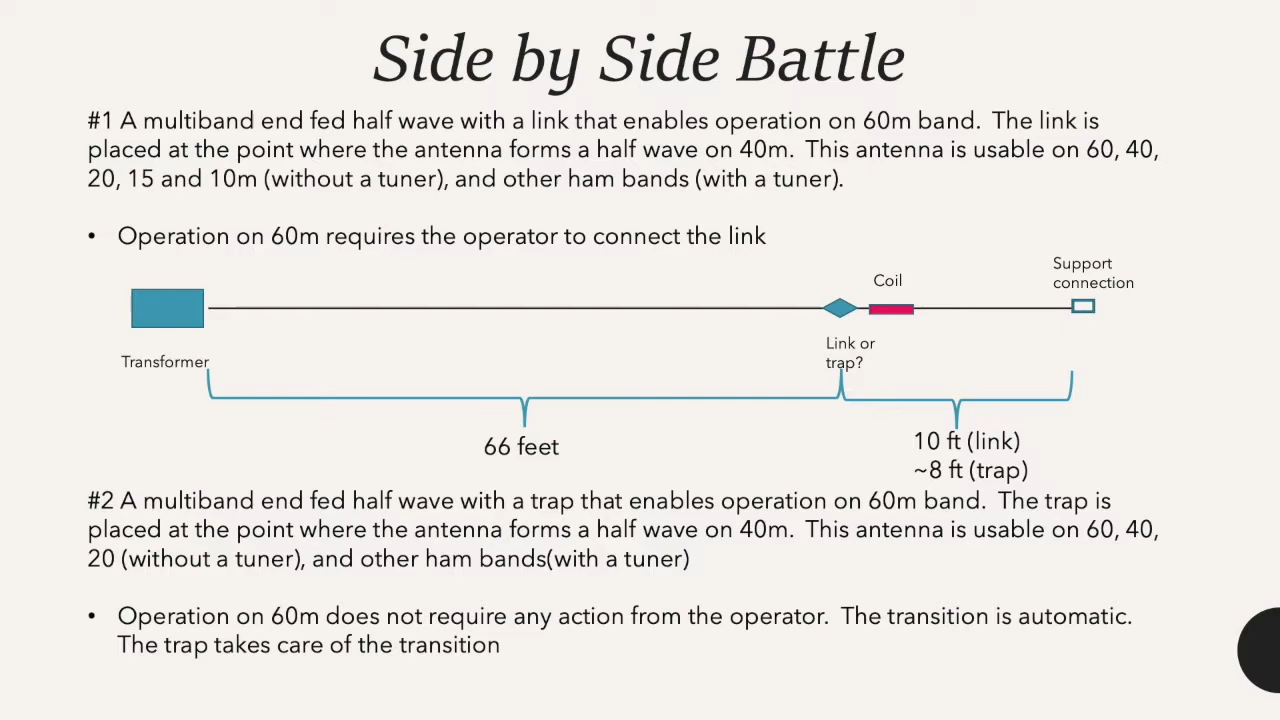 Side by Side Battle
#1 A multiband end fed half wave with a link that enables operation on 60m band.  The link is
placed at the point where the antenna forms a half wave on 40m.  This antenna is usable on 60, 40,
20, 15 and 10m (without a tuner), and other ham bands (with a tuner).
• Operation on 60m requires the operator to connect the link
Support
connection
Coil
Link or
trap?
Transformer
66 feet
10 ft (link)
~8 ft (trap)
#2 A multiband end fed half wave with a trap that enables operation on 60m band.  The trap is
placed at the point where the antenna forms a half wave on 40m.  This antenna is usable on 60, 40,
20 (without a tuner), and other ham bands(with a tuner)
• Operation on 60m does not require any action from the operator.  The transition is automatic.
The trap takes care of the transition